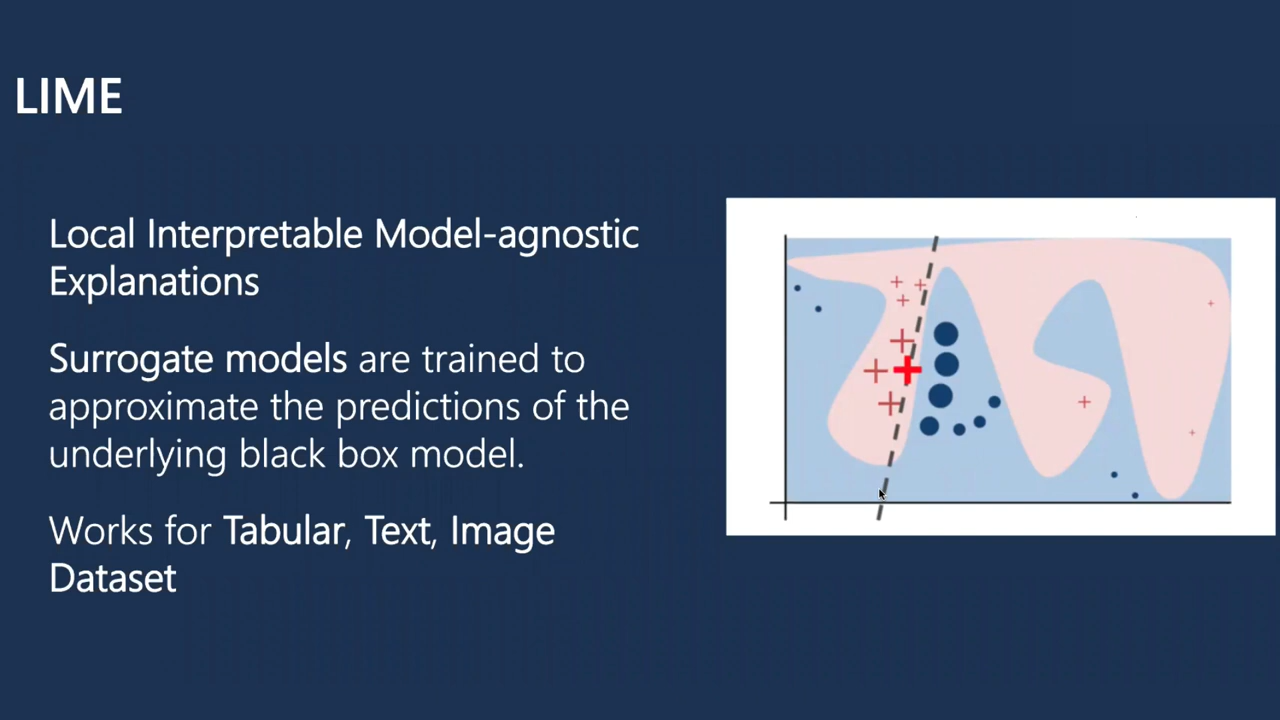 LIME
Local Interpretable Model-agnostic
Explanations
Surrogate models are trained to
approximate the predictions of the
underlying black box model.
Works for Tabular, Text, Image
Dataset